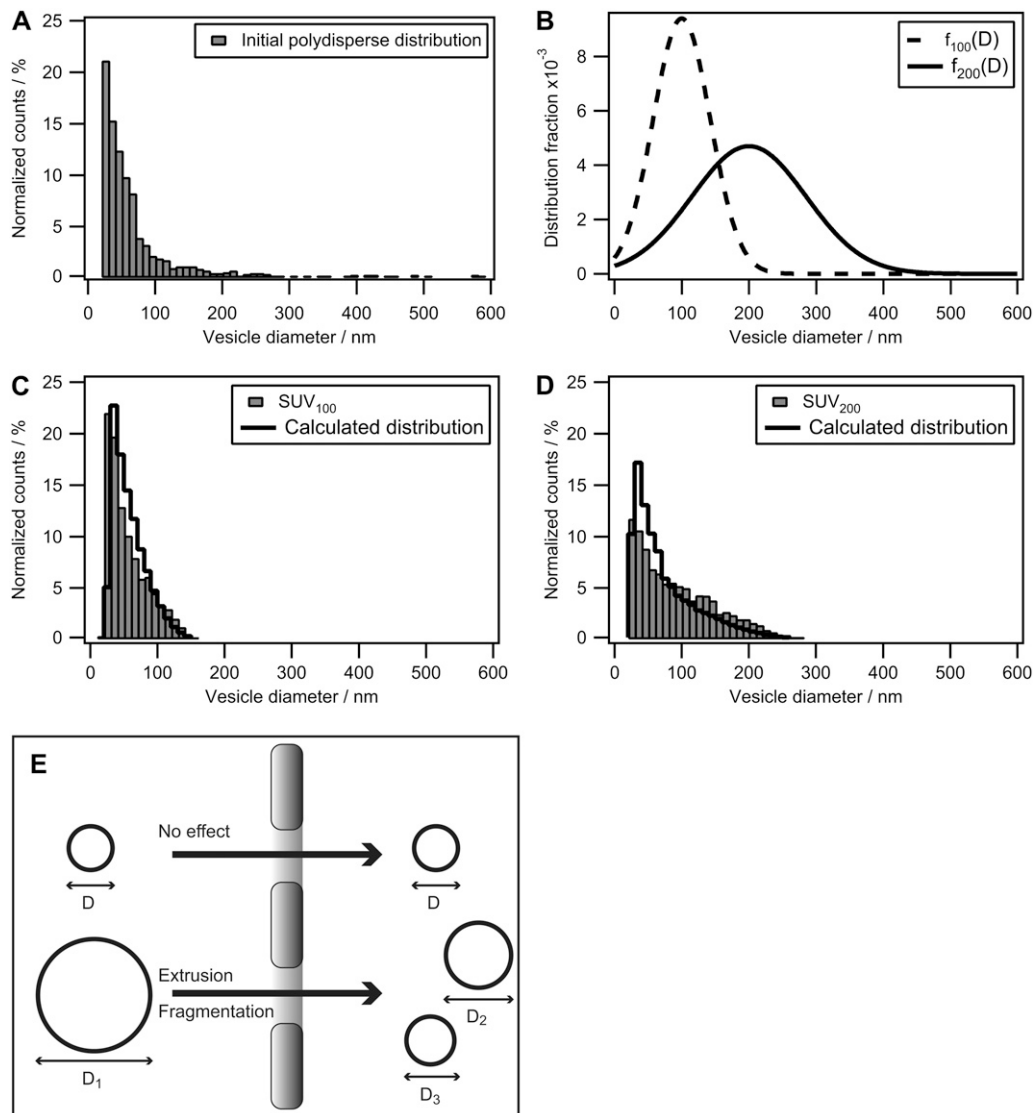 A
Normalized counts / %
25
20
15
10
5
0
Initial polydisperse distribution
0 100 200 300 400 500 600
Vesicle diameter / nm
B
Distribution fraction x10⁻³
8
6
4
2
0
f₁₀₀(D)
f₂₀₀(D)
0 100 200 300 400 500 600
Vesicle diameter / nm
C
Normalized counts / %
25
20
15
10
5
0
SUV₁₀₀
Calculated distribution
0 100 200 300 400 500 600
Vesicle diameter / nm
D
Normalized counts / %
25
20
15
10
5
0
SUV₂₀₀
Calculated distribution
0 100 200 300 400 500 600
Vesicle diameter / nm
E
No effect
D
D
Extrusion
Fragmentation
D₁
D₂
D₃